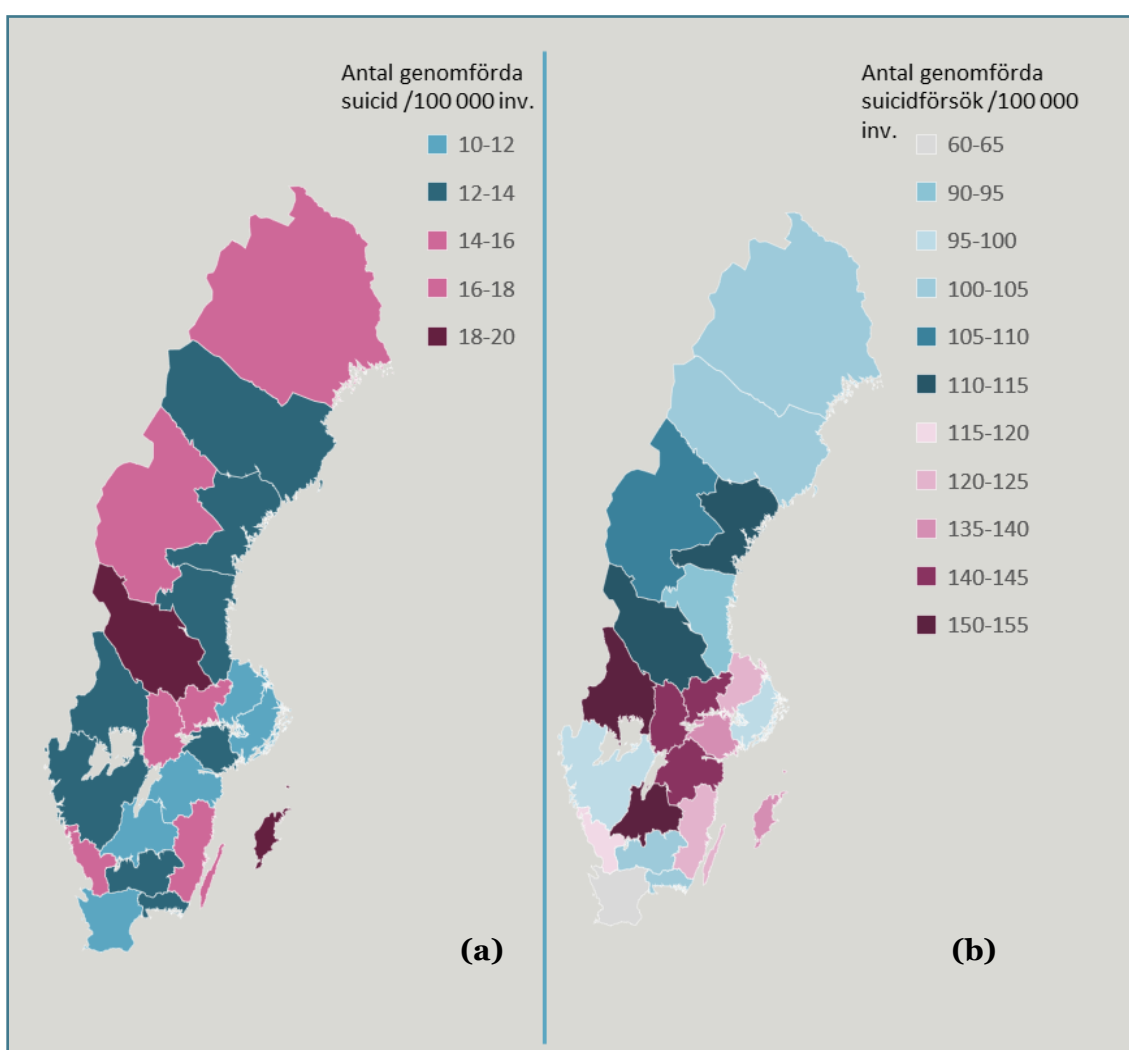 Antal genomförda
suicid /100 000 inv.
10-12
12-14
14-16
16-18
18-20
(a)
Antal genomförda
suicidförsök /100 000
inv.
60-65
90-95
95-100
100-105
105-110
110-115
115-120
120-125
135-140
140-145
150-155
(b)